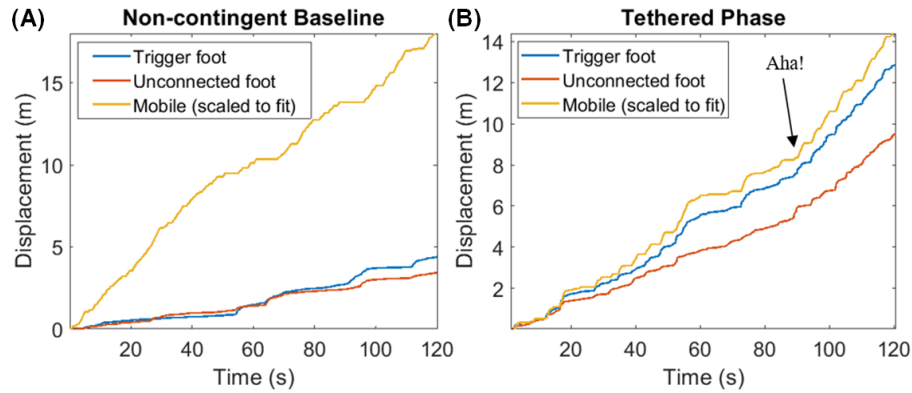 (A)
Non-contingent Baseline
Trigger foot
Unconnected foot
Mobile (scaled to fit)
Displacement (m)
15
10
5
0
20 40 60 80 100 120
Time (s)
(B)
Tethered Phase
Trigger foot
Unconnected foot
Mobile (scaled to fit)
Aha!
Displacement (m)
14
12
10
8
6
4
2
20 40 60 80 100 120
Time (s)